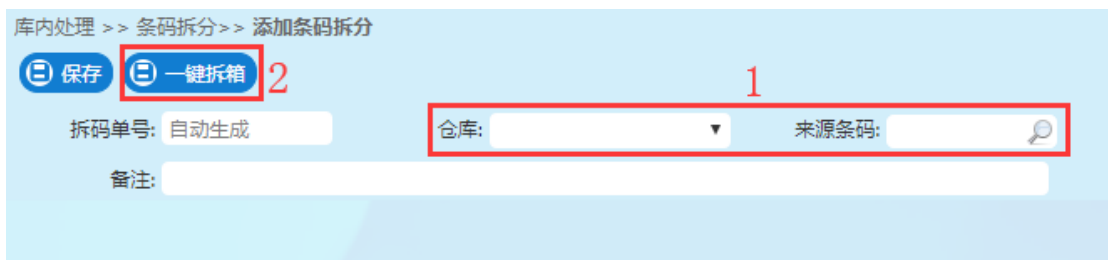 库内处理 >> 条码拆分>> 添加条码拆分
保存 一键拆箱 2 1
拆码单号: 自动生成 仓库: 来源条码:
备注: